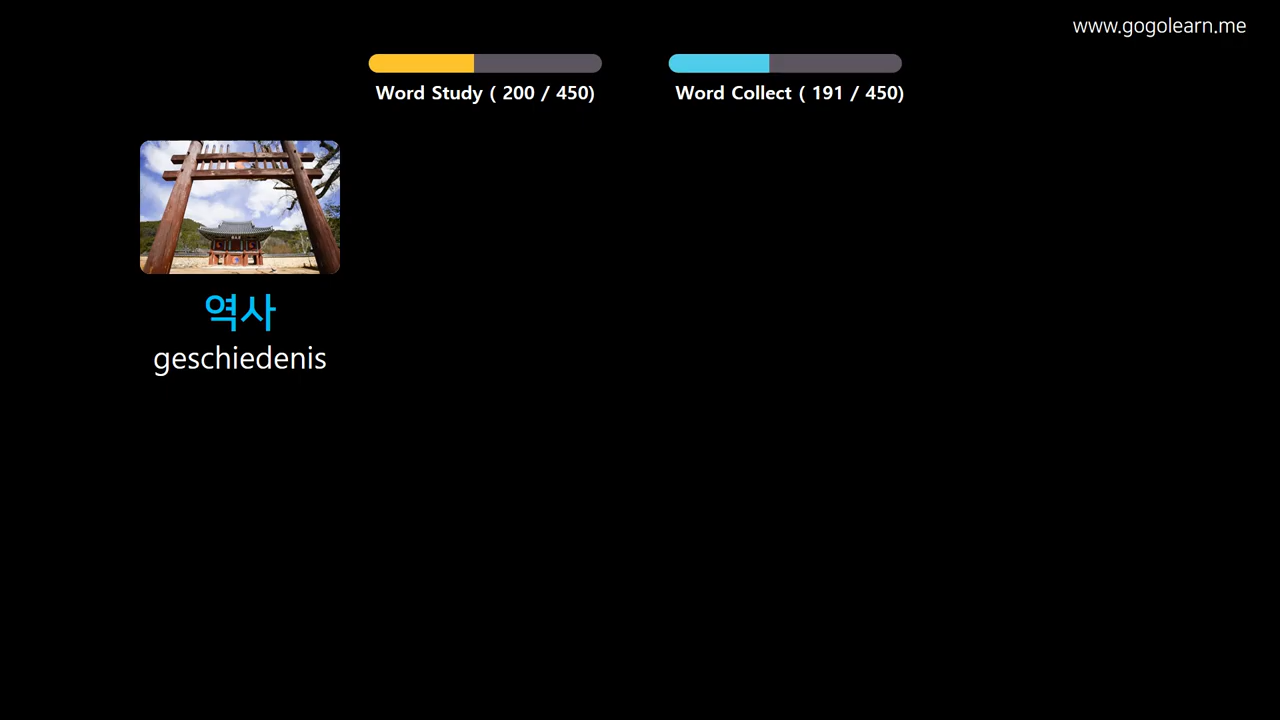 www.gogolearn.me
Word Study ( 200 / 450)
Word Collect ( 191 / 450)
역사
geschiedenis